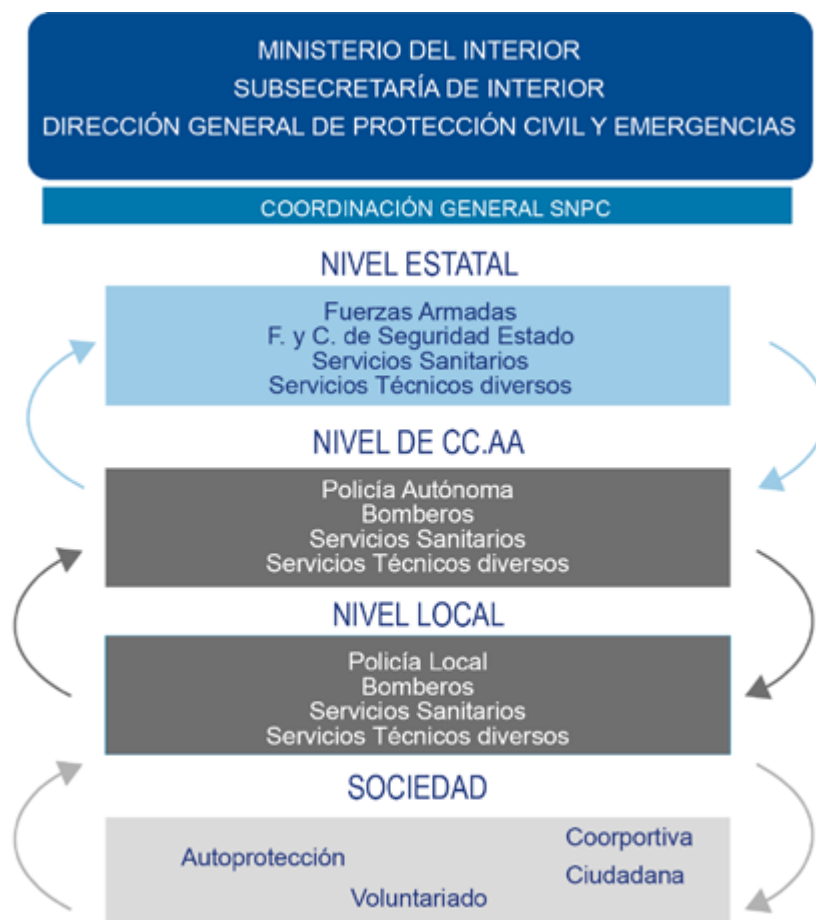 MINISTERIO DEL INTERIOR
SUBSECRETARÍA DE INTERIOR
DIRECCIÓN GENERAL DE PROTECCIÓN CIVIL Y EMERGENCIAS
COORDINACIÓN GENERAL SNPC
NIVEL ESTATAL
Fuerzas Armadas
F. y C. de Seguridad Estado
Servicios Sanitarios
Servicios Técnicos diversos
NIVEL DE CC.AA
Policía Autónoma
Bomberos
Servicios Sanitarios
Servicios Técnicos diversos
NIVEL LOCAL
Policía Local
Bomberos
Servicios Sanitarios
Servicios Técnicos diversos
SOCIEDAD
Autoprotección
Coorportiva
Ciudadana
Voluntariado